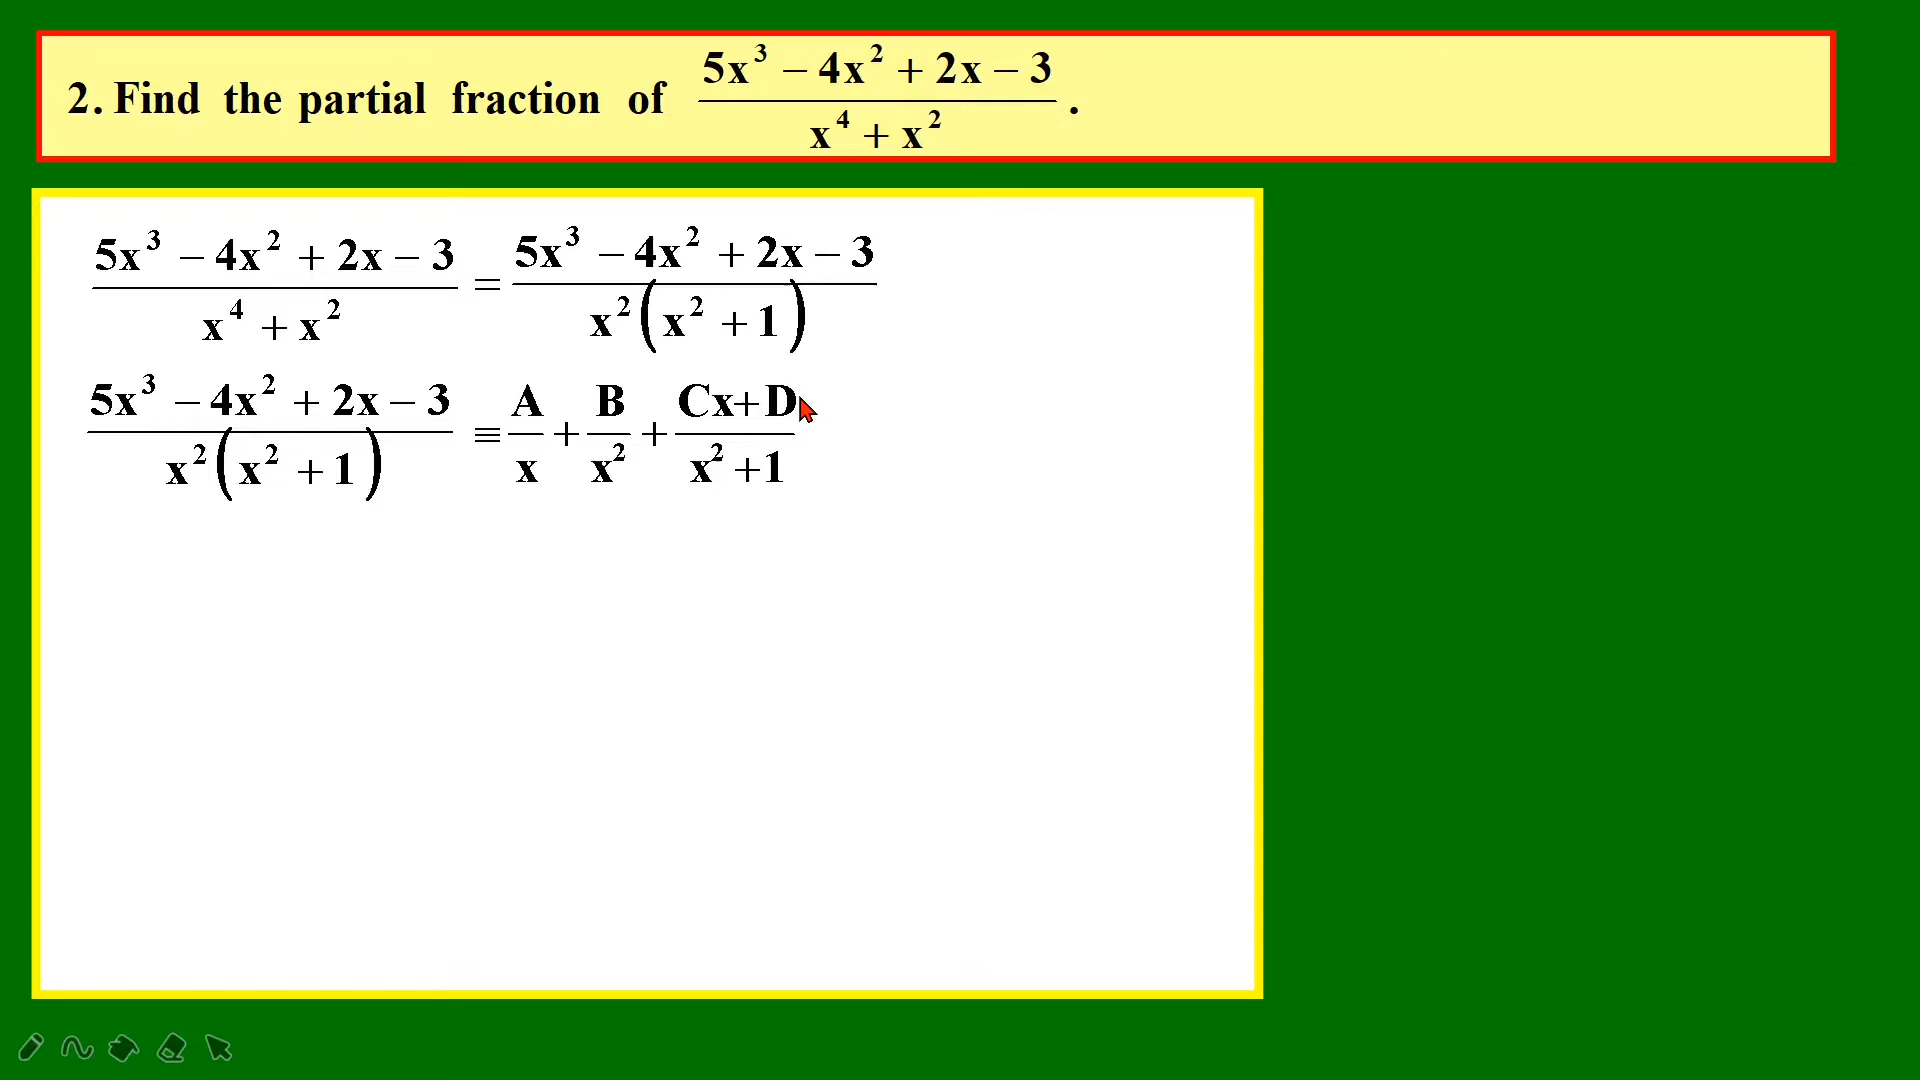 2. Find the partial fraction of (5x³ − 4x² + 2x − 3)/(x⁴ + x²).
(5x³ − 4x² + 2x − 3)/(x⁴ + x²) = (5x³ − 4x² + 2x − 3)/(x²(x² + 1))
(5x³ − 4x² + 2x − 3)/(x²(x² + 1)) ≡ A/x + B/x² + (Cx+D)/(x² +1)